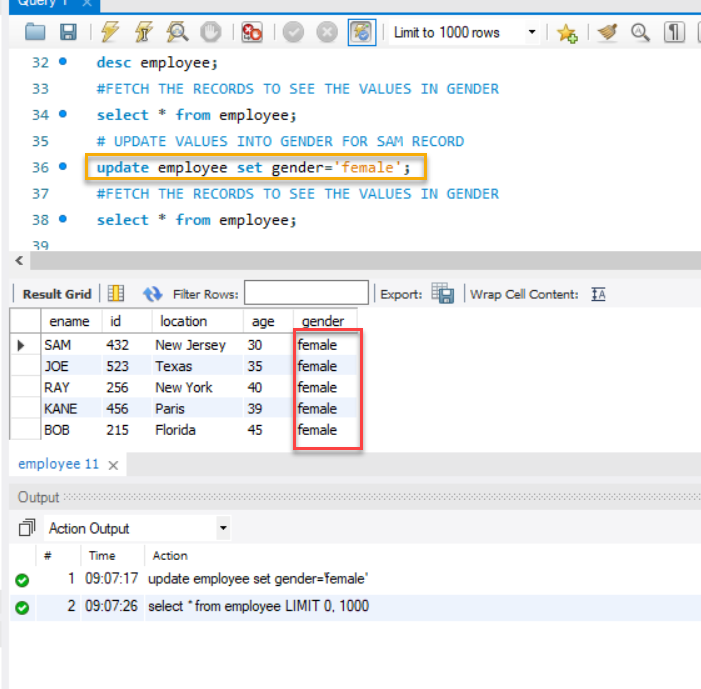 Query 1
Limit to 1000 rows
32 desc employee;
33 #FETCH THE RECORDS TO SEE THE VALUES IN GENDER
34 select * from employee;
35 # UPDATE VALUES INTO GENDER FOR SAM RECORD
36 update employee set gender='female';
37 #FETCH THE RECORDS TO SEE THE VALUES IN GENDER
38 select * from employee;
39
Result Grid Filter Rows: Export: Wrap Cell Content:
ename id location age gender
SAM 432 New Jersey 30 female
JOE 523 Texas 35 female
RAY 256 New York 40 female
KANE 456 Paris 39 female
BOB 215 Florida 45 female
employee 11
Output
Action Output
# Time Action
1 09:07:17 update employee set gender='female'
2 09:07:26 select * from employee LIMIT 0, 1000